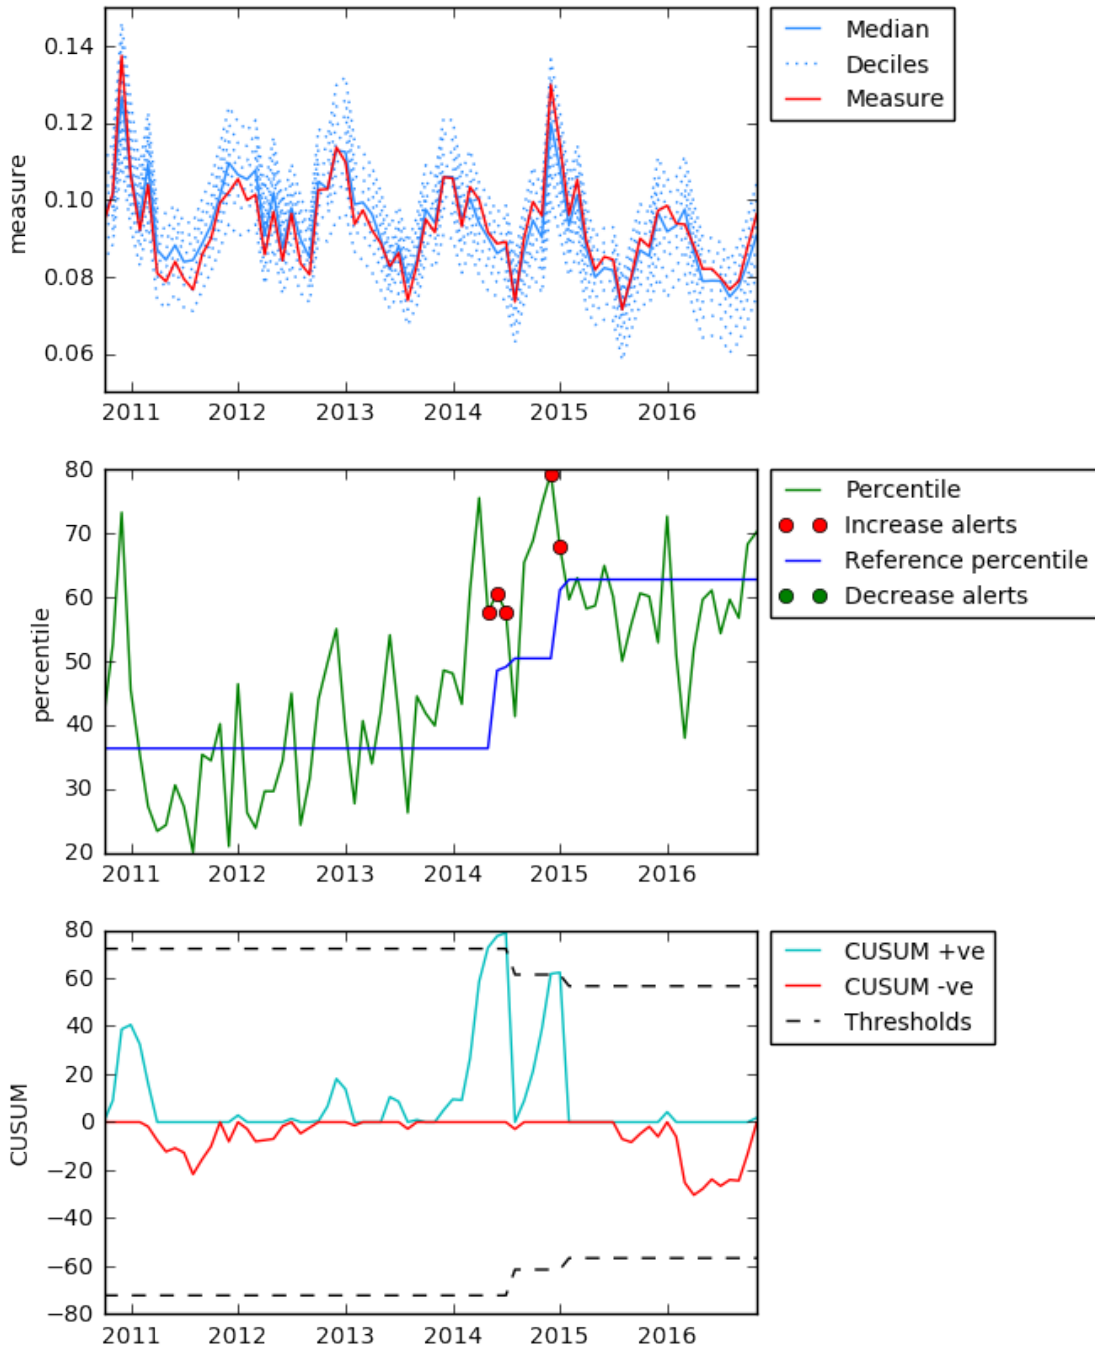 0.14
0.12
0.10
0.08
0.06
measure
2011 2012 2013 2014 2015 2016
Median
Deciles
Measure
80
70
60
50
40
30
20
percentile
2011 2012 2013 2014 2015 2016
Percentile
Increase alerts
Reference percentile
Decrease alerts
80
60
40
20
0
−20
−40
−60
−80
CUSUM
2011 2012 2013 2014 2015 2016
CUSUM +ve
CUSUM -ve
Thresholds